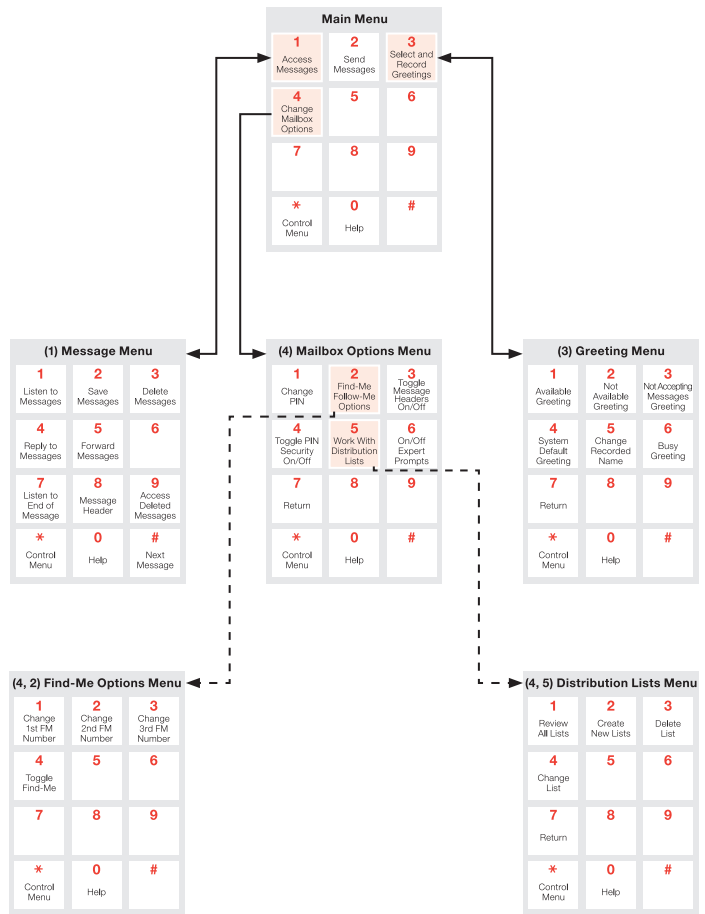 Main Menu
1
Access
Messages
2
Send
Messages
3
Select and
Record
Greetings
4
Change
Mailbox
Options
5
6
7
8
9
*
Control
Menu
0
Help
#
(1) Message Menu
1
Listen to
Messages
2
Save
Messages
3
Delete
Messages
4
Reply to
Messages
5
Forward
Messages
6
7
Listen to
End of
Message
8
Message
Header
9
Access
Deleted
Messages
*
Control
Menu
0
Help
#
Next
Message
(4) Mailbox Options Menu
1
Change
PIN
2
Find-Me
Follow-Me
Options
3
Toggle
Message
Headers
On/Off
4
Toggle PIN
Security
On/Off
5
Work With
Distribution
Lists
6
On/Off
Expert
Prompts
7
Return
8
9
*
Control
Menu
0
Help
#
(3) Greeting Menu
1
Available
Greeting
2
Not
Available
Greeting
3
Not Accepting
Messages
Greeting
4
System
Default
Greeting
5
Change
Recorded
Name
6
Busy
Greeting
7
Return
8
9
*
Control
Menu
0
Help
#
(4, 2) Find-Me Options Menu
1
Change
1st FM
Number
2
Change
2nd FM
Number
3
Change
3rd FM
Number
4
Toggle
Find-Me
5
6
7
8
9
*
Control
Menu
0
Help
#
(4, 5) Distribution Lists Menu
1
Review
All Lists
2
Create
New Lists
3
Delete
List
4
Change
List
5
6
7
Return
8
9
*
Control
Menu
0
Help
#